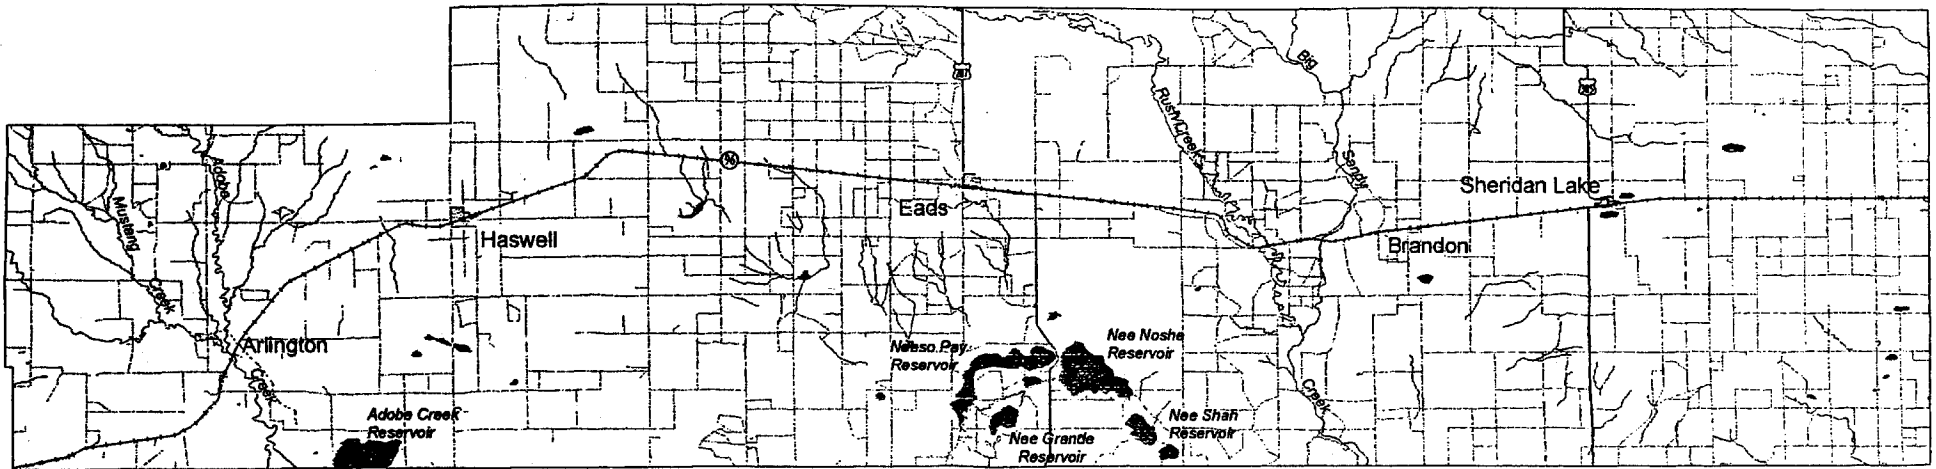 Big
287
385
Rush Creek
96
Adobe
Sandy
Sheridan Lake
Mustang
Eads
Haswell
Brandon
Creek
Arlington
Neeso Pay
Reservoir
Nee Noshe
Reservoir
Creek
Creek
Adobe Creek
Reservoir
Nee Grande
Reservoir
Nee Shah
Reservoir